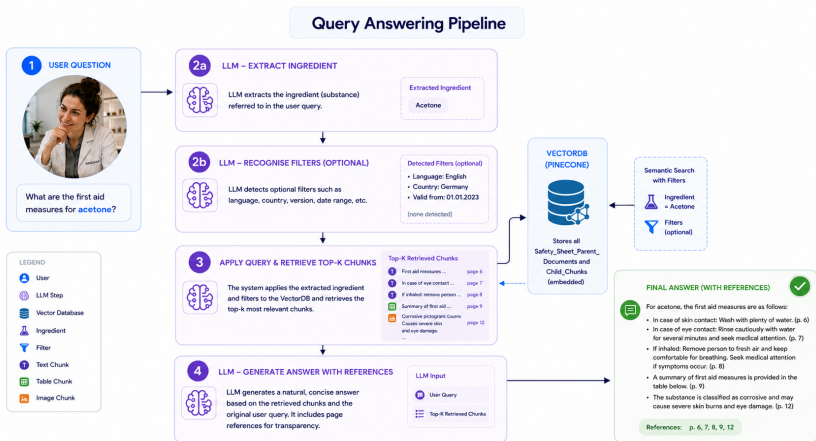 Query Answering Pipeline
1 USER QUESTION
What are the first aid
measures for acetone?
2a LLM – EXTRACT INGREDIENT
LLM extracts the ingredient (substance)
referred to in the user query.
Extracted Ingredient
Acetone
2b LLM – RECOGNISE FILTERS (OPTIONAL)
LLM detects optional filters such as
language, country, version, date range, etc.
Detected Filters (optional)
• Language: English
• Country: Germany
• Valid from: 01.01.2023
(none detected)
3 APPLY QUERY & RETRIEVE TOP-K CHUNKS
The system applies the extracted ingredient
and filters to the VectorDB and retrieves the
top-k most relevant chunks.
Top-K Retrieved Chunks
T First aid measures ... page 6
T In case of eye contact ... page 7
T If inhaled: remove person ... page 8
Summary of first aid ... page 9
Corrosive pictogram:
Causes severe skin page 12
and eye damage.
...
4 LLM – GENERATE ANSWER WITH REFERENCES
LLM generates a natural, concise answer
based on the retrieved chunks and the
original user query. It includes page
references for transparency.
LLM Input
User Query
Top-K Retrieved Chunks
VECTORDB
(PINECONE)
Stores all
Safety_Sheet_Parent_
Documents and
Child_Chunks
(embedded)
Semantic Search
with Filters
Ingredient
= Acetone
Filters
(optional)
LEGEND
User
LLM Step
Vector Database
Ingredient
Filter
T Text Chunk
Table Chunk
Image Chunk
FINAL ANSWER (WITH REFERENCES)
For acetone, the first aid measures are as follows:
• In case of skin contact: Wash with plenty of water. (p. 6)
• In case of eye contact: Rinse cautiously with water
for several minutes and seek medical attention. (p. 7)
• If inhaled: Remove person to fresh air and keep
comfortable for breathing. Seek medical attention
if symptoms occur. (p. 8)
• A summary of first aid measures is provided in the
table below. (p. 9)
• The substance is classified as corrosive and may
cause severe skin burns and eye damage. (p. 12)
References: p. 6, 7, 8, 9, 12